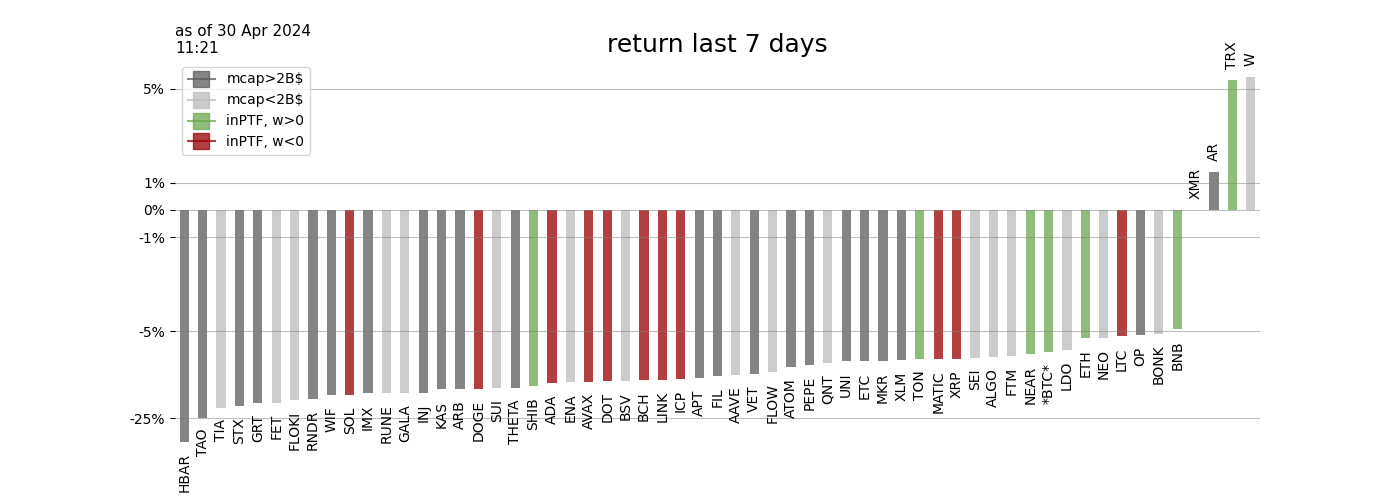 as of 30 Apr 2024
11:21
return last 7 days
mcap>2B$
mcap<2B$
inPTF, w>0
inPTF, w<0
5%
1%
0%
-1%
-5%
-25%
HBAR
TAO
TIA
STX
GRT
FET
FLOKI
RNDR
WIF
SOL
IMX
RUNE
GALA
INJ
KAS
ARB
DOGE
SUI
THETA
SHIB
ADA
ENA
AVAX
DOT
BSV
BCH
LINK
ICP
APT
FIL
AAVE
VET
FLOW
ATOM
PEPE
QNT
UNI
ETC
MKR
XLM
TON
MATIC
XRP
SEI
ALGO
FTM
NEAR
*BTC*
LDO
ETH
NEO
LTC
OP
BONK
BNB
XMR
AR
TRX
W